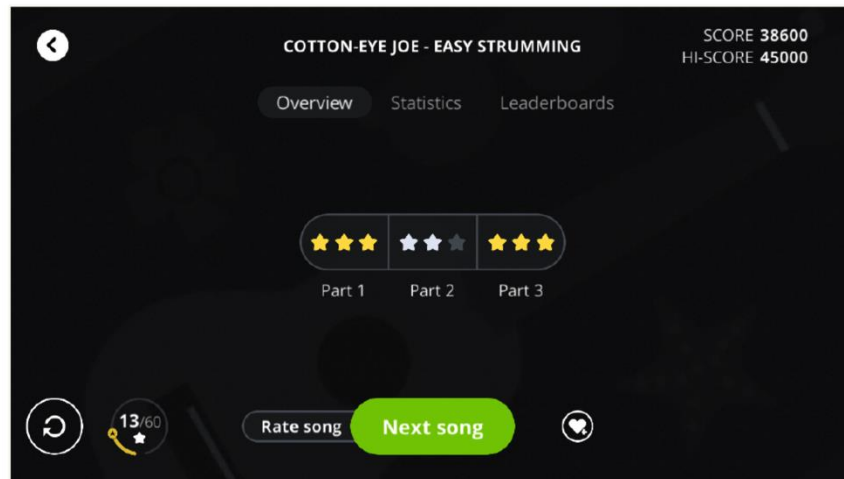 COTTON-EYE JOE - EASY STRUMMING
SCORE 38600
HI-SCORE 45000
Overview Statistics Leaderboards
Part 1 Part 2 Part 3
13/60
Rate song Next song